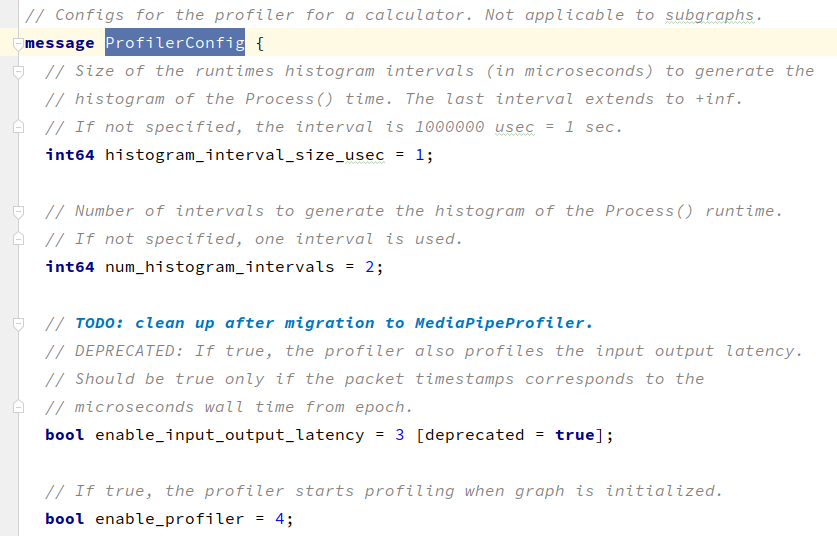 // Configs for the profiler for a calculator. Not applicable to subgraphs.
message ProfilerConfig {
// Size of the runtimes histogram intervals (in microseconds) to generate the
// histogram of the Process() time. The last interval extends to +inf.
// If not specified, the interval is 1000000 usec = 1 sec.
int64 histogram_interval_size_usec = 1;
// Number of intervals to generate the histogram of the Process() runtime.
// If not specified, one interval is used.
int64 num_histogram_intervals = 2;
// TODO: clean up after migration to MediaPipeProfiler.
// DEPRECATED: If true, the profiler also profiles the input output latency.
// Should be true only if the packet timestamps corresponds to the
// microseconds wall time from epoch.
bool enable_input_output_latency = 3 [deprecated = true];
// If true, the profiler starts profiling when graph is initialized.
bool enable_profiler = 4;